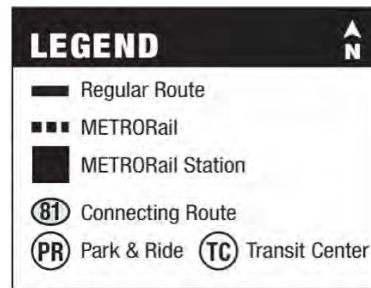 LEGEND N
Regular Route
METRORail
METRORail Station
81 Connecting Route
PR Park & Ride TC Transit Center